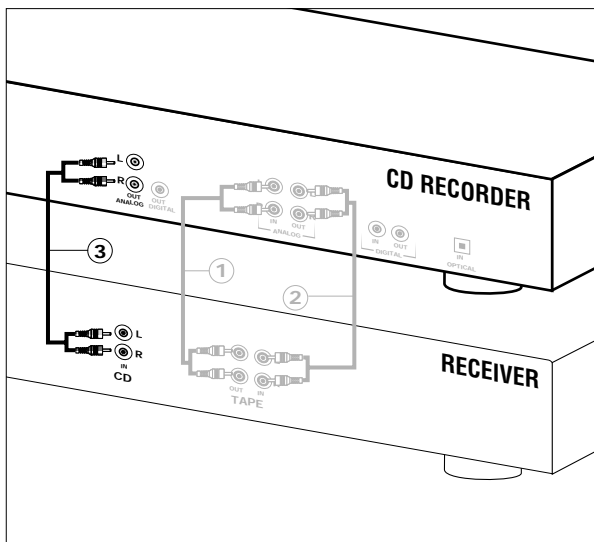 L
R
OUT
ANALOG
OUT
DIGITAL
L
R
IN
OUT
ANALOG
CD RECORDER
IN
OUT
DIGITAL
IN
OPTICAL
3
1
2
L
R
IN
CD
OUT
IN
TAPE
RECEIVER